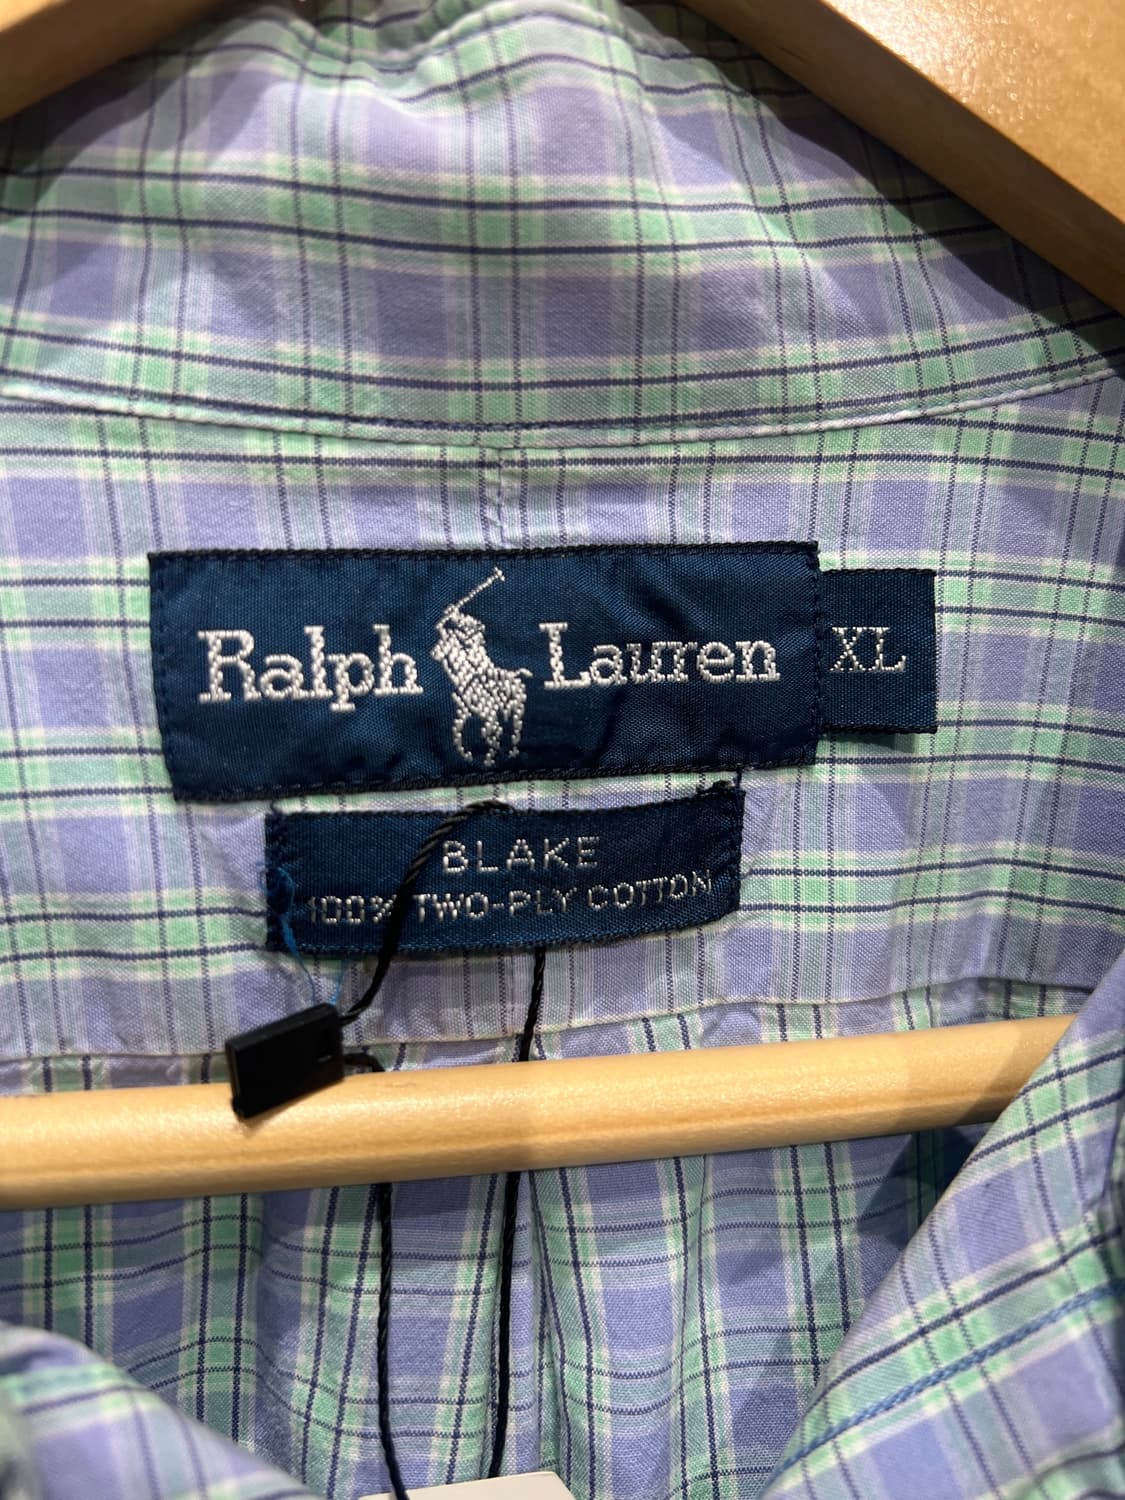 Ralph Lauren XL
BLAKE
100% TWO-PLY COTTON